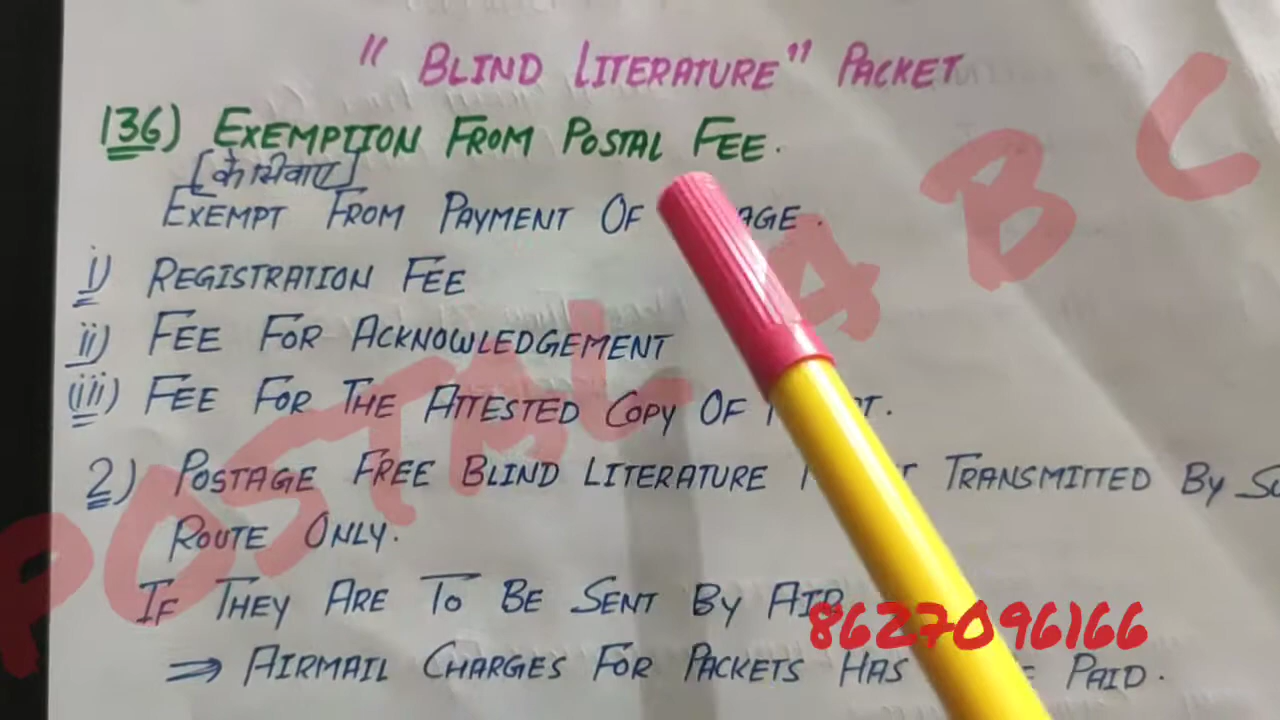 "BLIND LITERATURE" PACKET
136) EXEMPTION FROM POSTAL FEE.
[के सिवाए]
EXEMPT FROM PAYMENT OF
i) REGISTRATION FEE
ii) FEE FOR ACKNOWLEDGEMENT
(iii) FEE FOR THE ATTESTED COPY OF
2) POSTAGE FREE BLIND LITERATURE TRANSMITTED BY
ROUTE ONLY.
IF THEY ARE TO BE SENT BY AIR
8627096166
⇒ AIRMAIL CHARGES FOR PACKETS HAS PAID.
POSTAL ABC